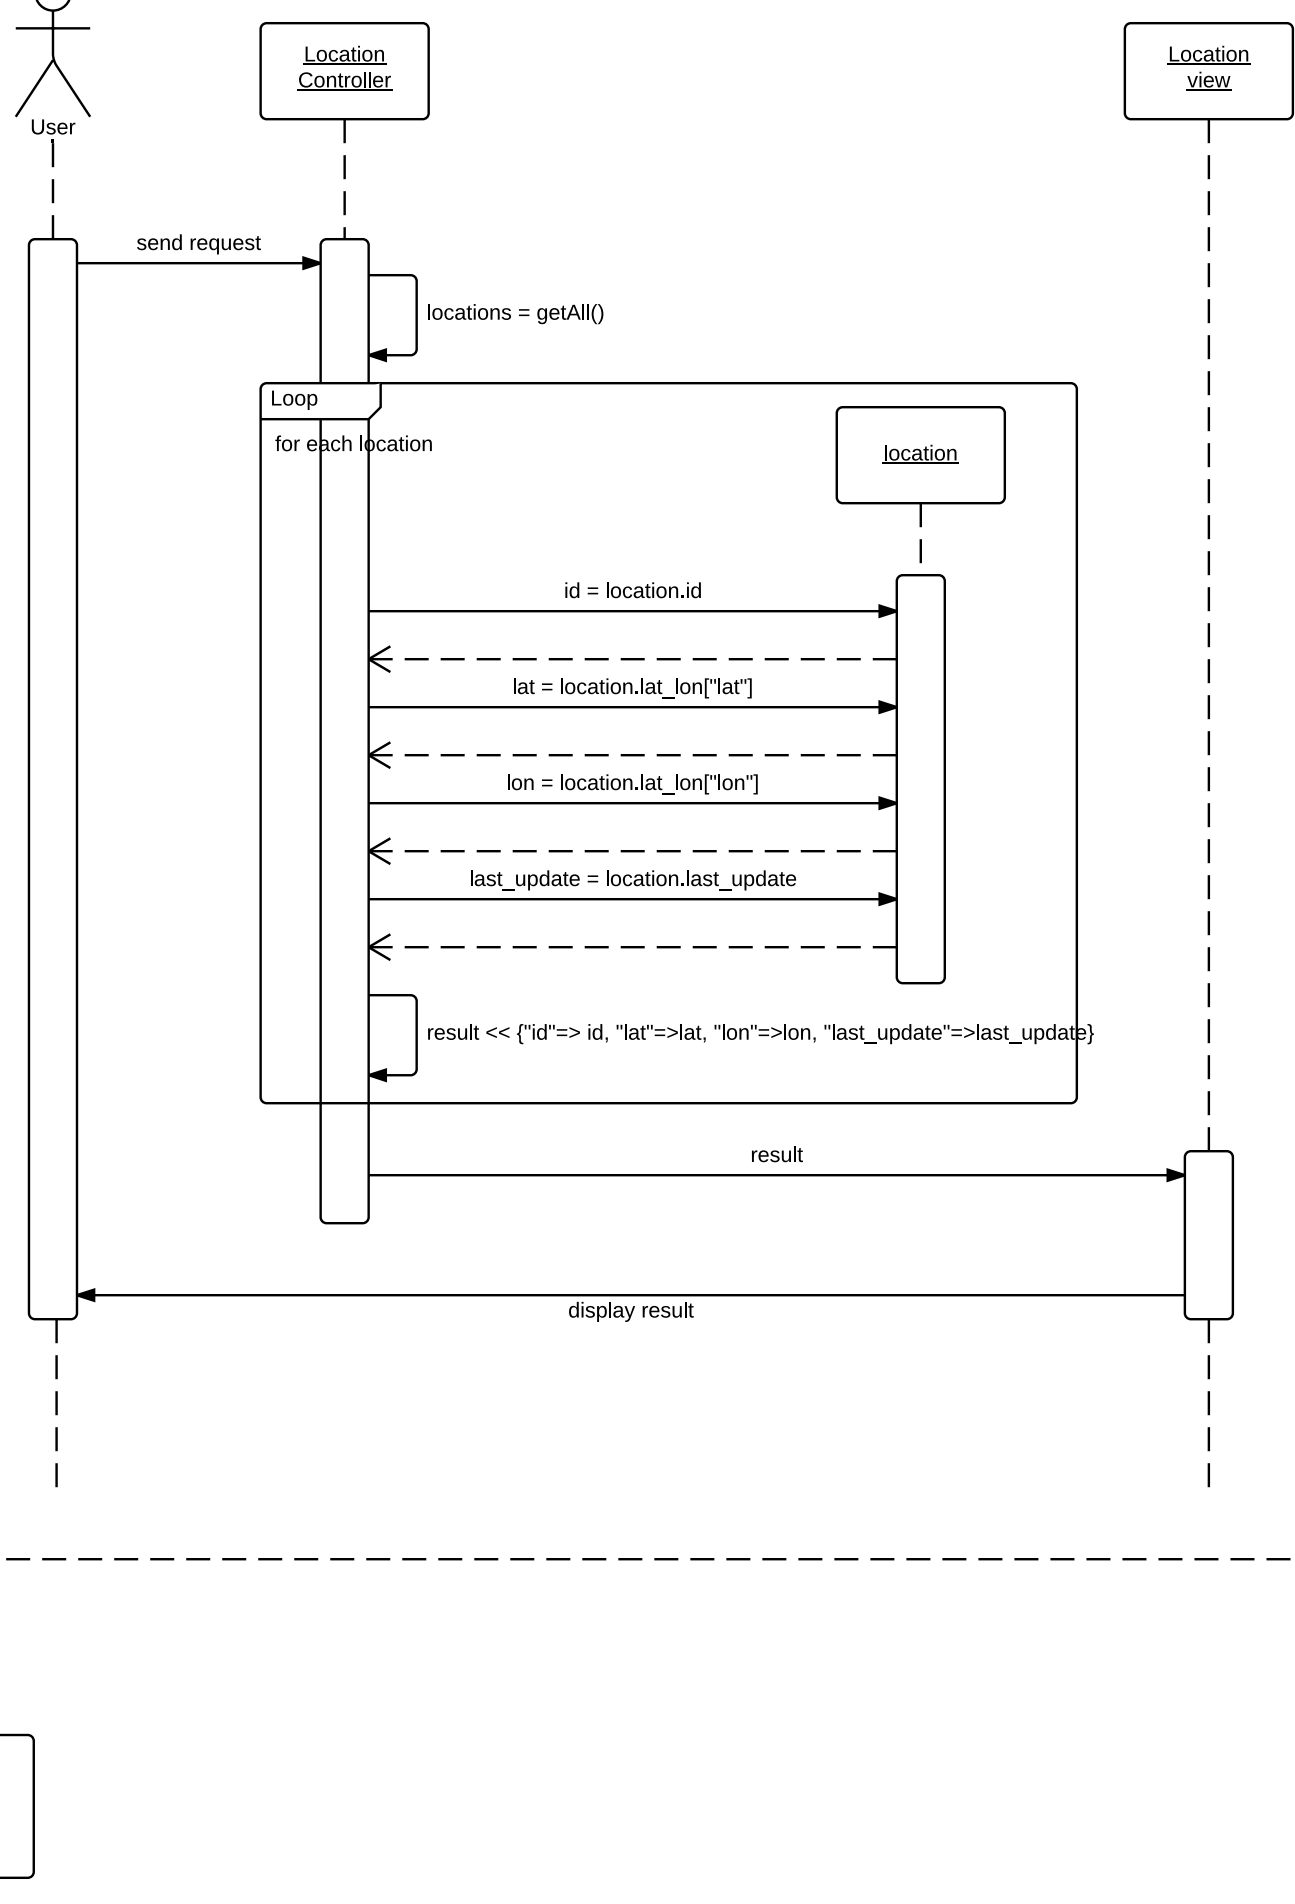 Location
Controller
Location
view
User
send request
locations = getAll()
Loop
for each location
location
id = location.id
lat = location.lat_lon["lat"]
lon = location.lat_lon["lon"]
last_update = location.last_update
result << {"id"=> id, "lat"=>lat, "lon"=>lon, "last_update"=>last_update}
result
display result